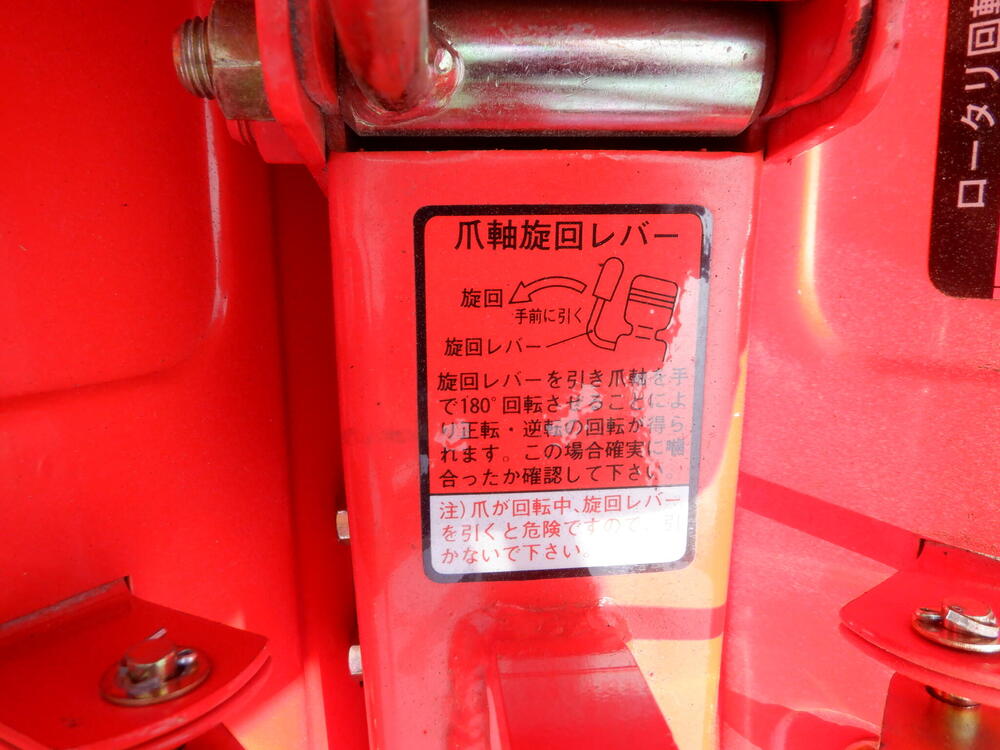 爪軸旋回レバー
旋回
手前に引く
旋回レバー
旋回レバーを引き爪軸を手
で180°回転させることによ
り正転・逆転の回転が得ら
れます。この場合確実に噛
合ったか確認して下さい
注)爪が回転中、旋回レバー
を引くと危険ですので、引
かないで下さい。
ロータリ回転